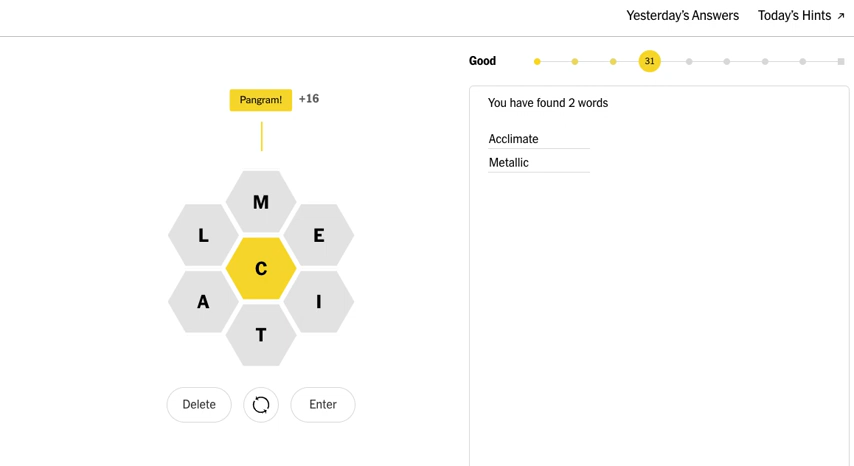 Yesterday's Answers Today's Hints ↗
Good 31
You have found 2 words
Pangram! +16
Acclimate
Metallic
M
L E
C
A I
T
Delete Enter